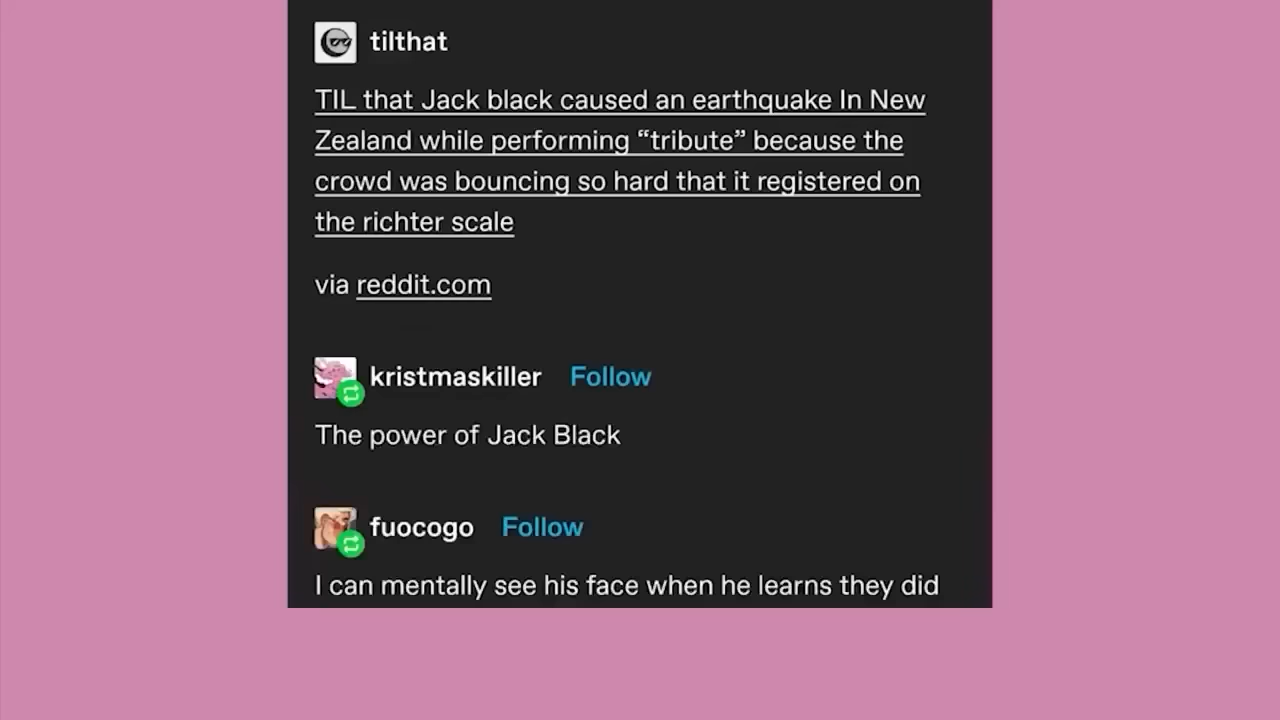 tilthat
TIL that Jack black caused an earthquake In New
Zealand while performing “tribute” because the
crowd was bouncing so hard that it registered on
the richter scale
via reddit.com
kristmaskiller Follow
The power of Jack Black
fuocogo Follow
I can mentally see his face when he learns they did